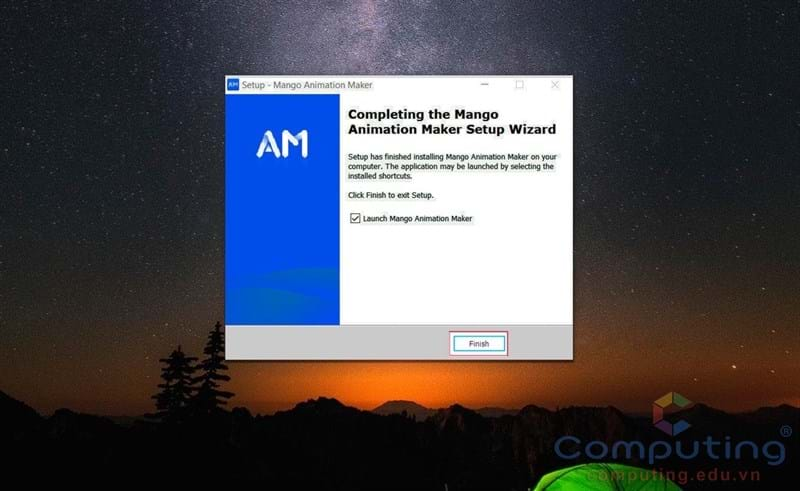 AM Setup - Mango Animation Maker
AM
Completing the Mango
Animation Maker Setup Wizard
Setup has finished installing Mango Animation Maker on your
computer. The application may be launched by selecting the
installed shortcuts.
Click Finish to exit Setup.
Launch Mango Animation Maker
Finish
Computing®
computing.edu.vn